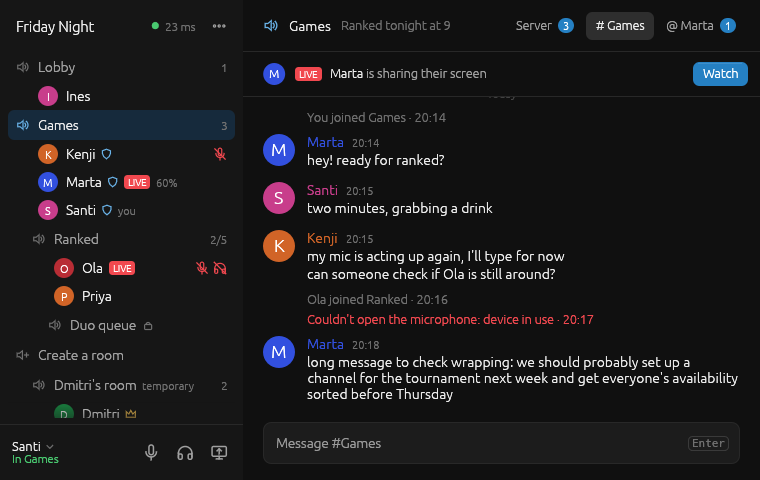 Friday Night
23 ms
Lobby
1
I
Ines
Games
3
K
Kenji
M
Marta
LIVE
60%
S
Santi
you
Ranked
2/5
O
Ola
LIVE
P
Priya
Duo queue
Create a room
Dmitri's room temporary
2
D
Dmitri
Santi
In Games
Games
Ranked tonight at 9
Server 3
# Games
@ Marta 1
M
LIVE
Marta is sharing their screen
Watch
You joined Games · 20:14
M
Marta 20:14
hey! ready for ranked?
S
Santi 20:15
two minutes, grabbing a drink
K
Kenji 20:15
my mic is acting up again, I'll type for now
can someone check if Ola is still around?
Ola joined Ranked · 20:16
Couldn't open the microphone: device in use · 20:17
M
Marta 20:18
long message to check wrapping: we should probably set up a
channel for the tournament next week and get everyone's availability
sorted before Thursday
Message #Games
Enter